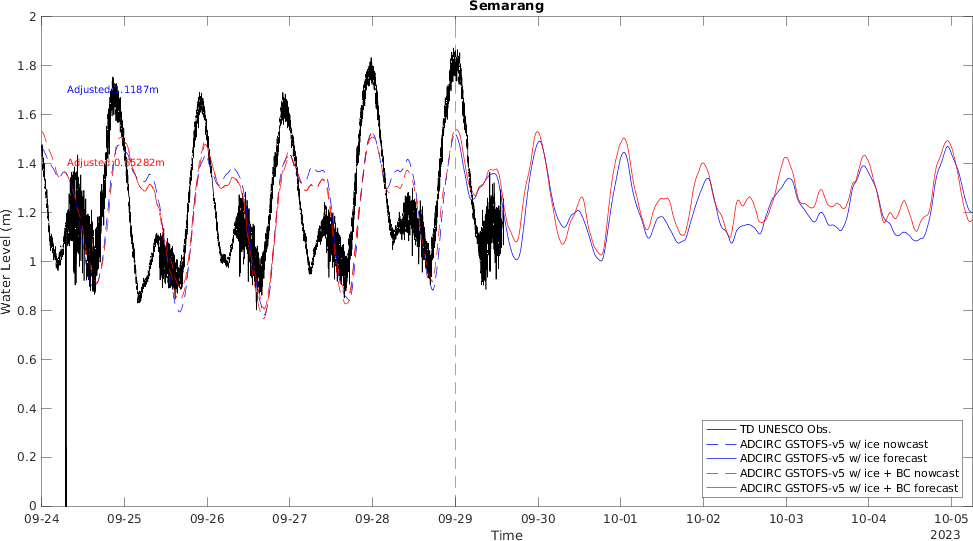 Semarang
2
1.8
1.6
1.4
1.2
1
0.8
0.6
0.4
0.2
0
Water Level (m)
Adjusted
1187m
Adjusted
TD UNESCO Obs.
ADCIRC GSTOFS-v5 w/ ice nowcast
ADCIRC GSTOFS-v5 w/ ice forecast
ADCIRC GSTOFS-v5 w/ ice + BC nowcast
ADCIRC GSTOFS-v5 w/ ice + BC forecast
09-24 09-25 09-26 09-27 09-28 09-29 09-30 10-01 10-02 10-03 10-04 10-05
Time
2023